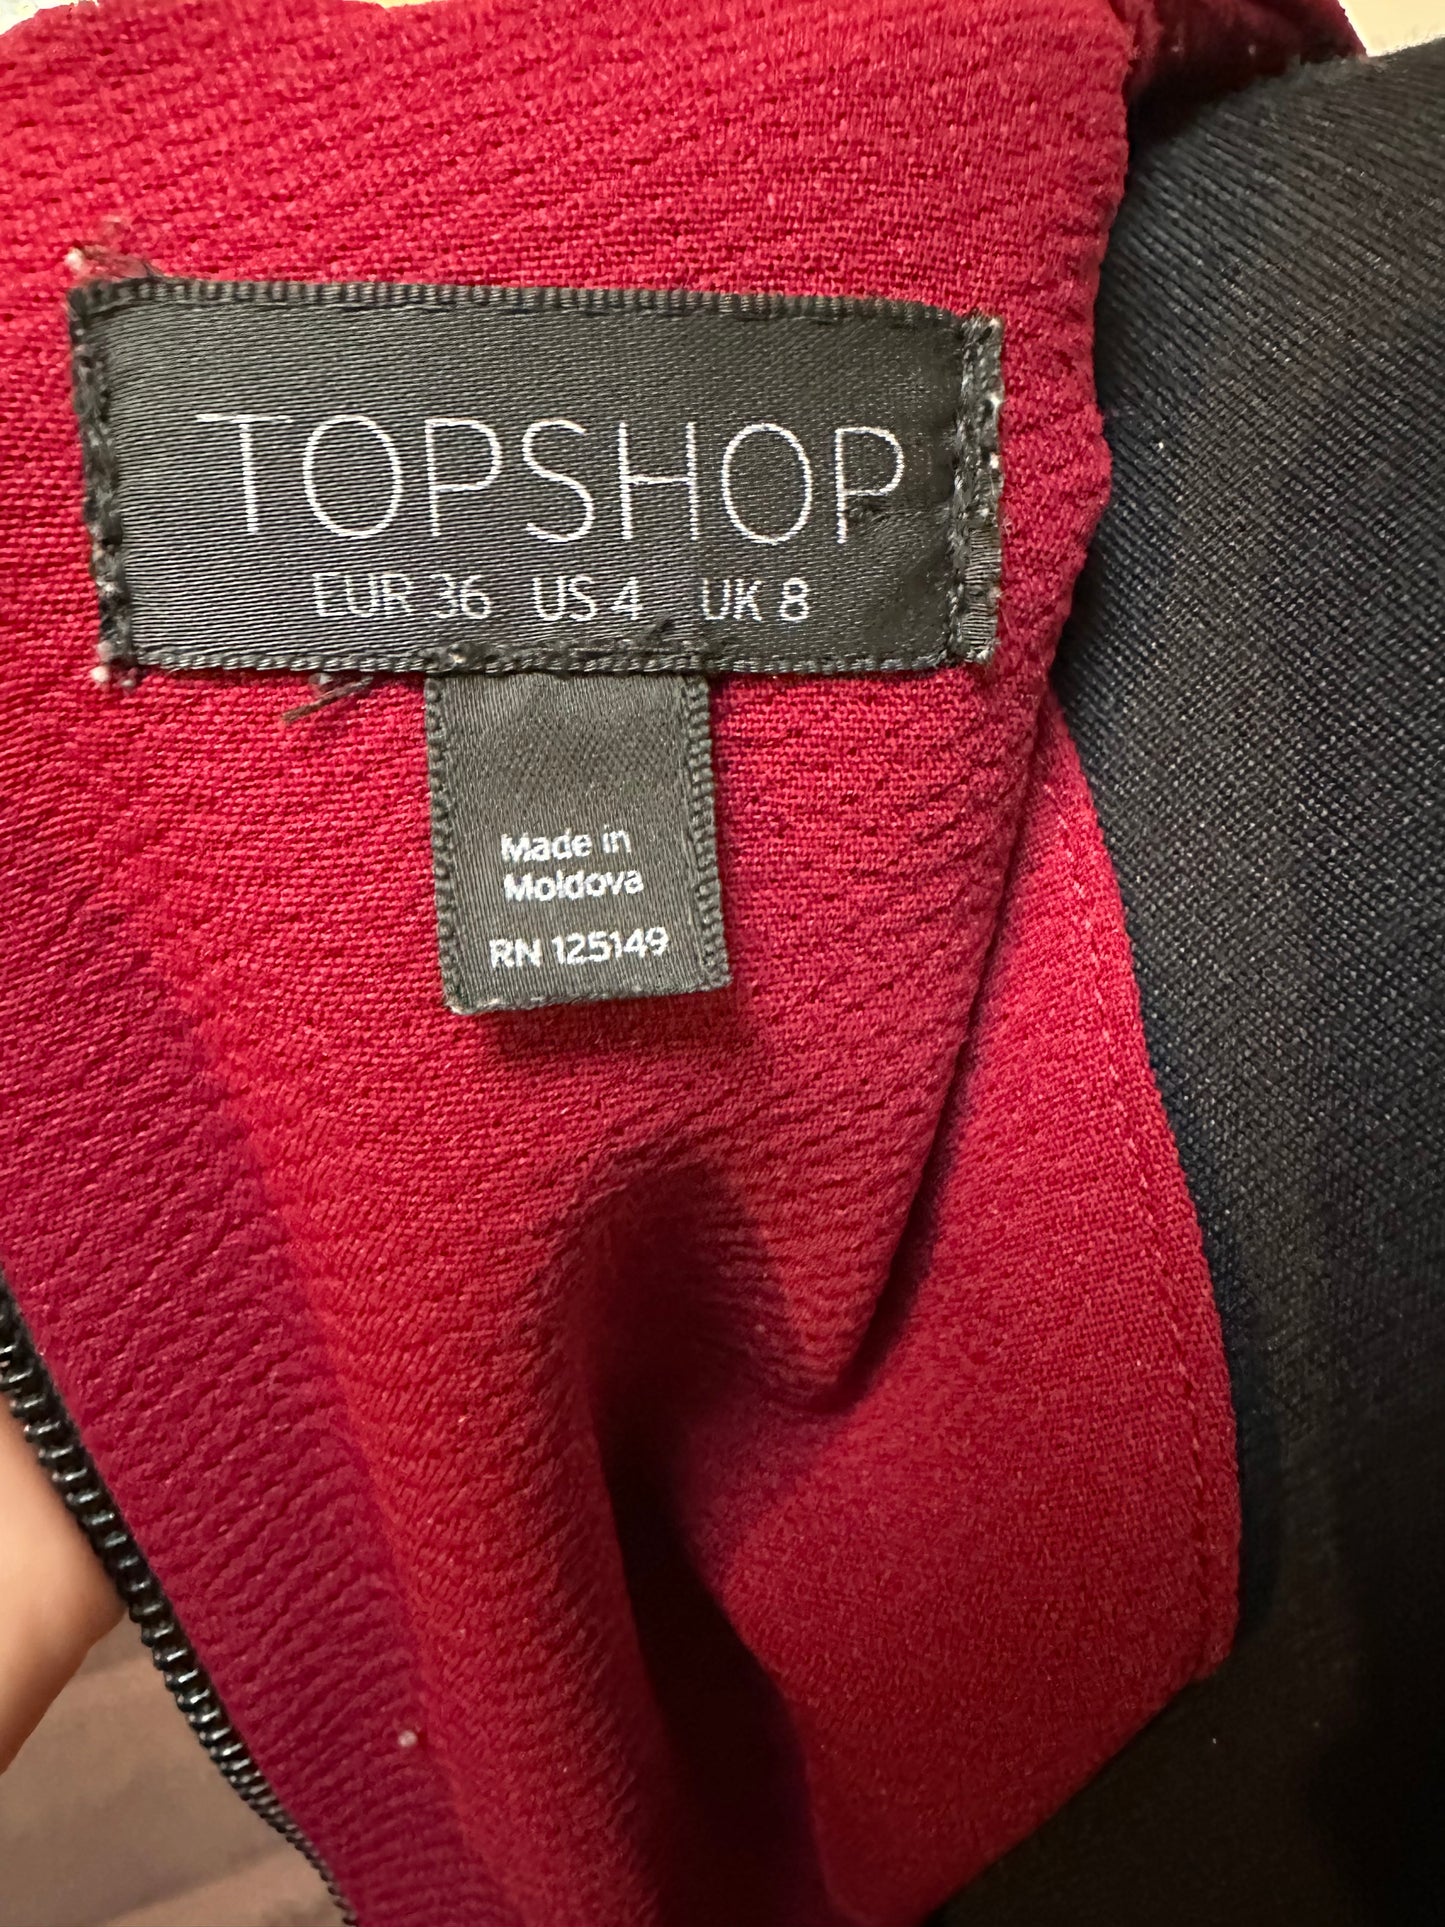 TOPSHOP
EUR 36 US 4 UK 8
Made in
Moldova
RN 125149